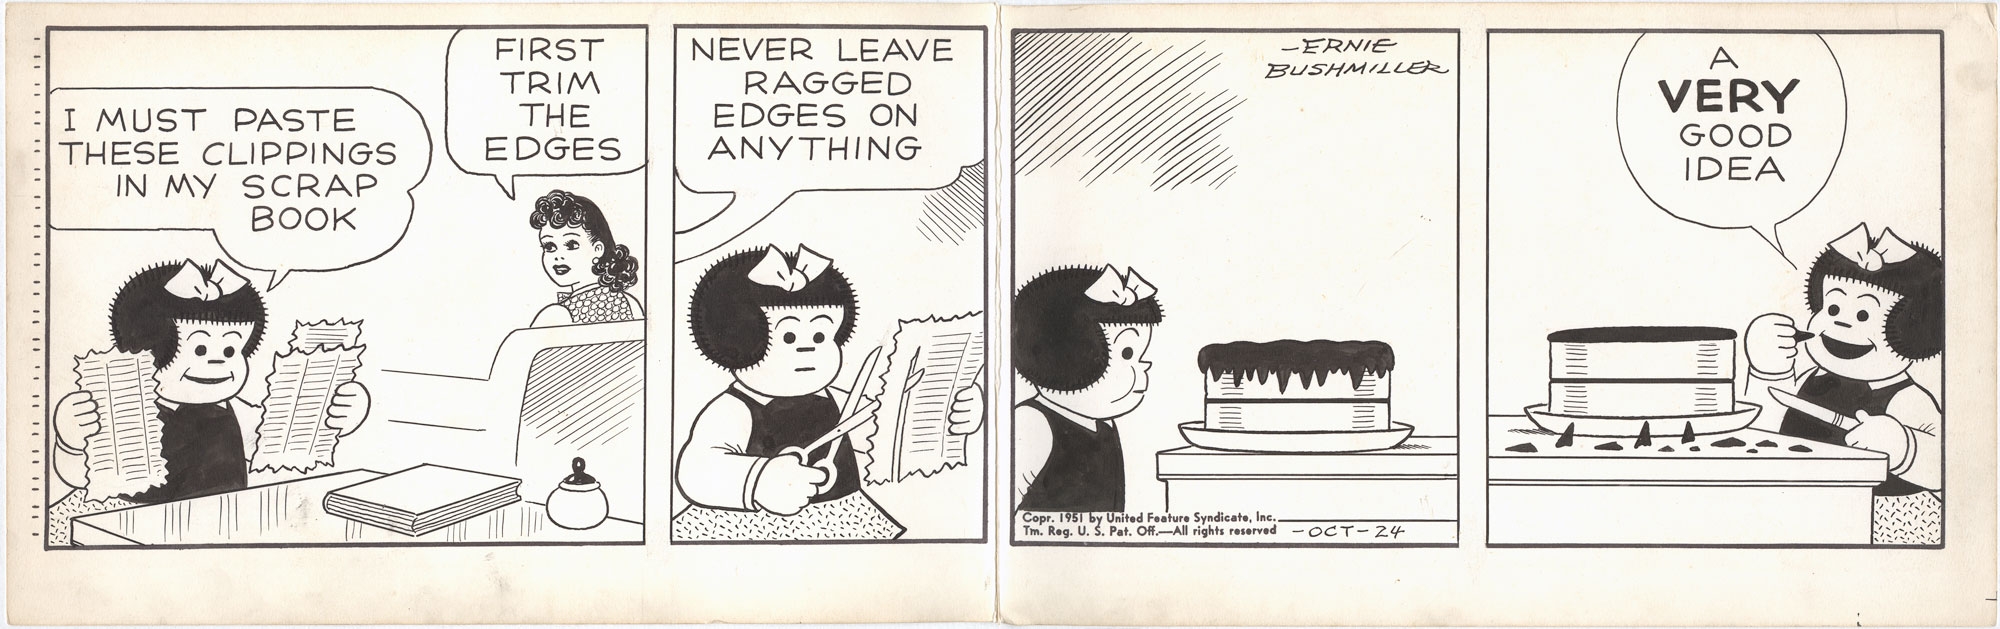 I MUST PASTE
THESE CLIPPINGS
IN MY SCRAP
BOOK
FIRST
TRIM
THE
EDGES
NEVER LEAVE
RAGGED
EDGES ON
ANYTHING
-ERNIE
BUSHMILLER
Copr. 1951 by United Feature Syndicate, Inc.
Tm. Reg. U. S. Pat. Off.—All rights reserved
-OCT-24
A
VERY
GOOD
IDEA